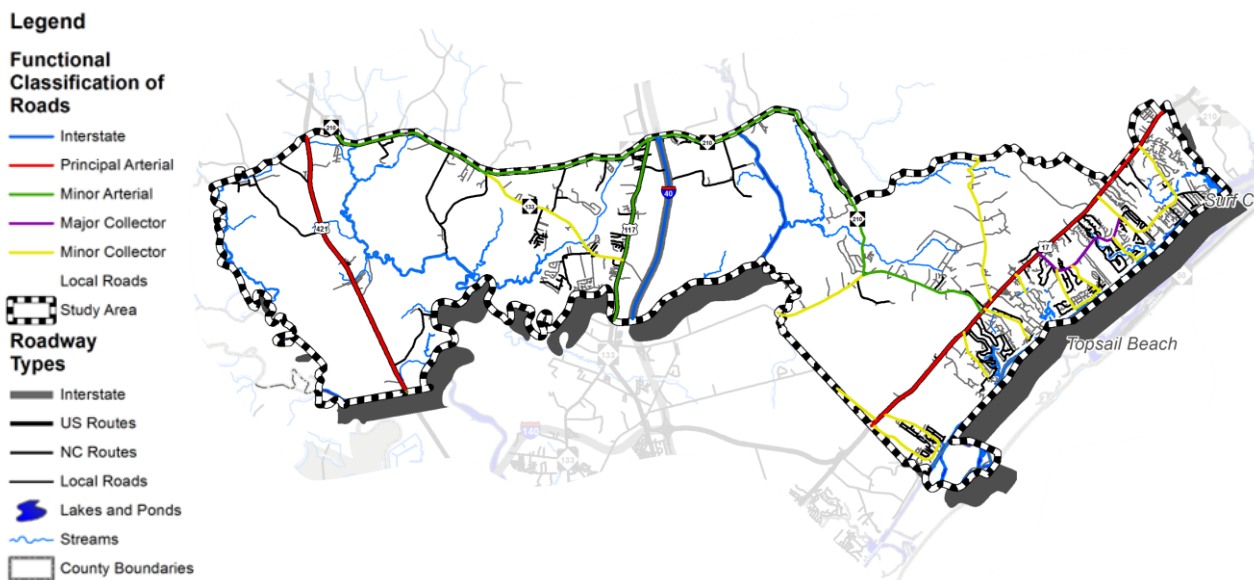 Legend
Functional
Classification of
Roads
Interstate
Principal Arterial
Minor Arterial
Major Collector
Minor Collector
Local Roads
Study Area
Roadway
Types
Interstate
US Routes
NC Routes
Local Roads
Lakes and Ponds
Streams
County Boundaries
210
210
210
210
133
421
117
40
17
Surf C
50
Topsail Beach
133
140
133